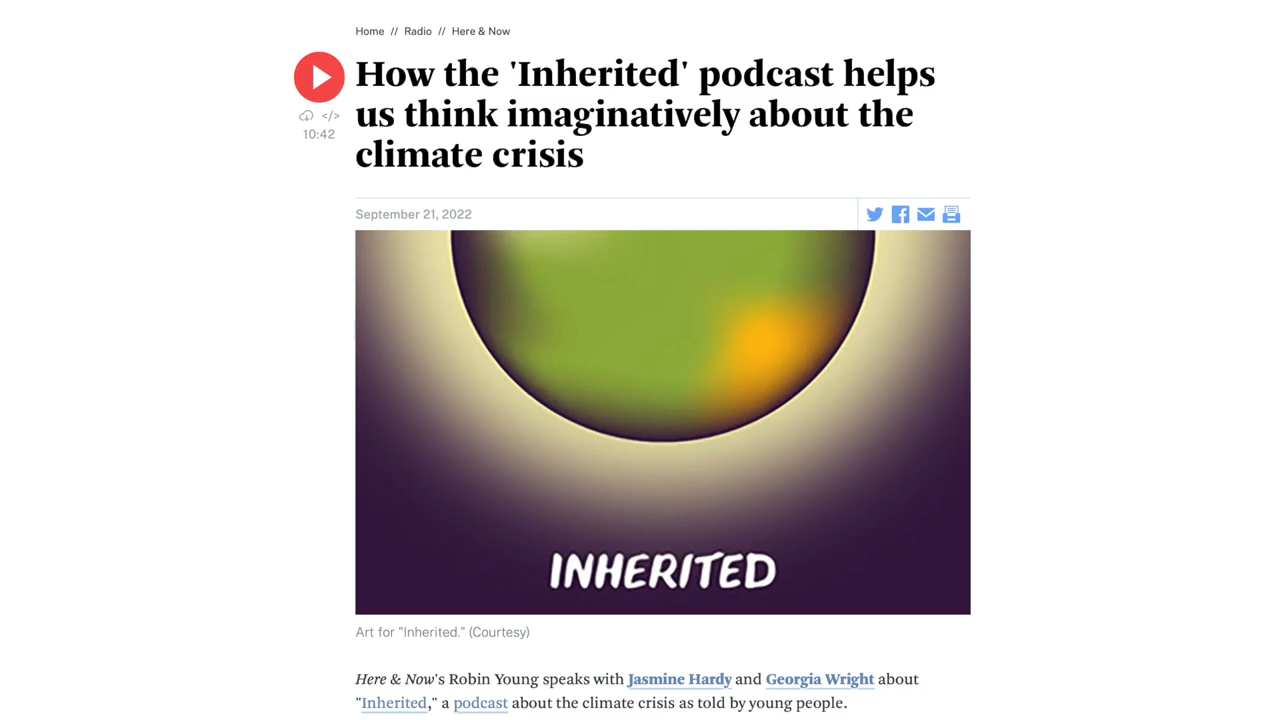 Home // Radio // Here & Now
How the 'Inherited' podcast helps
us think imaginatively about the
climate crisis
</>
10:42
September 21, 2022
INHERITED
Art for "Inherited." (Courtesy)
Here & Now's Robin Young speaks with Jasmine Hardy and Georgia Wright about
"Inherited," a podcast about the climate crisis as told by young people.